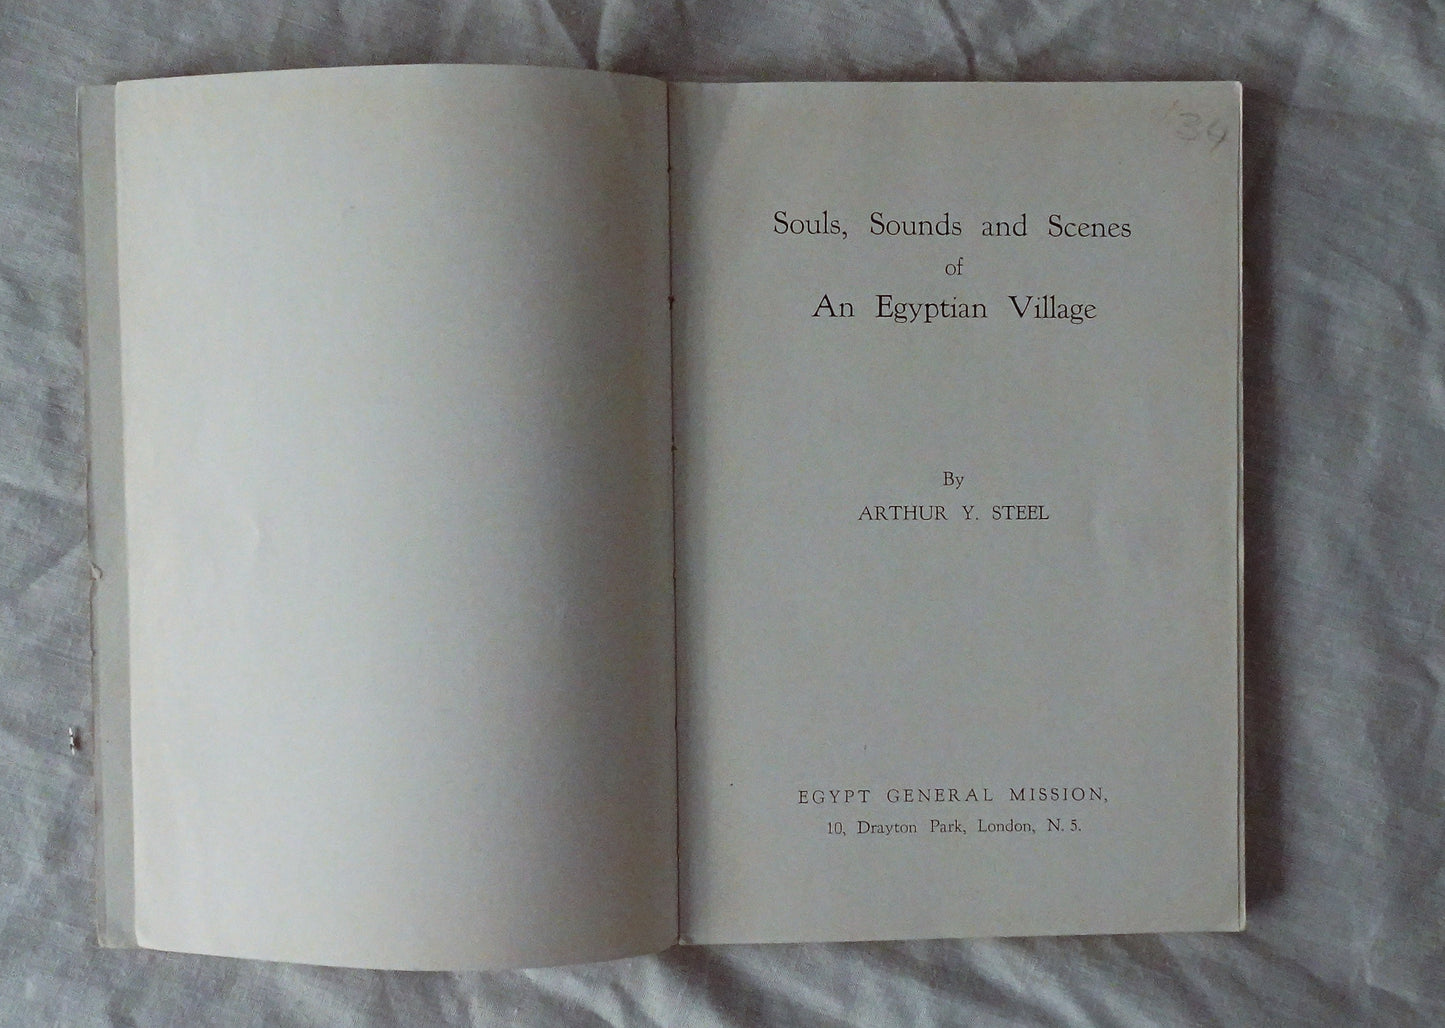 34
Souls, Sounds and Scenes
of
An Egyptian Village
By
ARTHUR Y. STEEL
EGYPT GENERAL MISSION,
10, Drayton Park, London, N. 5.